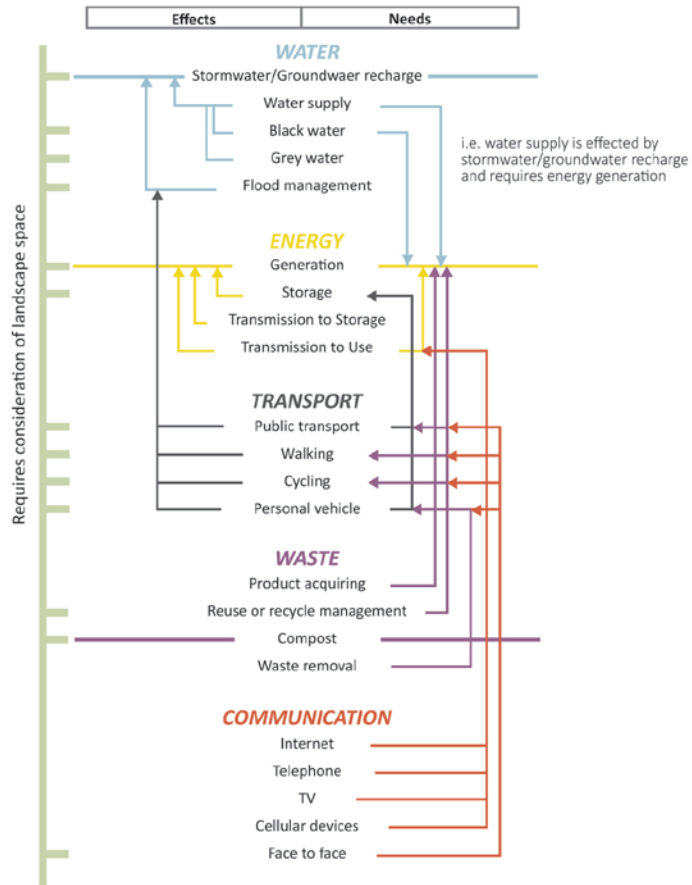 Effects
Needs
WATER
Stormwater/Groundwaer recharge
Water supply
Black water
Grey water
Flood management
i.e. water supply is effected by
stormwater/groundwater recharge
and requires energy generation
ENERGY
Generation
Storage
Transmission to Storage
Transmission to Use
TRANSPORT
Public transport
Walking
Cycling
Personal vehicle
WASTE
Product acquiring
Reuse or recycle management
Compost
Waste removal
COMMUNICATION
Internet
Telephone
TV
Cellular devices
Face to face
Requires consideration of landscape space